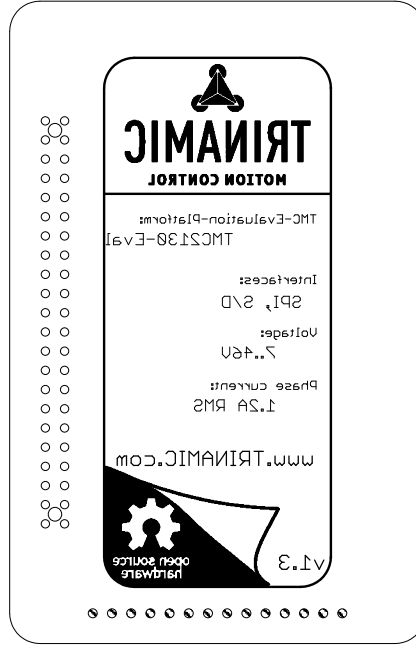 TRINAMIC
MOTION CONTROL
TMC-Evaluation-Platform:
TMC2130-Eval
Interfaces:
SPI, S/D
Voltage:
7..46V
Phase current:
1.2A RMS
www.TRINAMIC.com
open source
hardware
v1.3